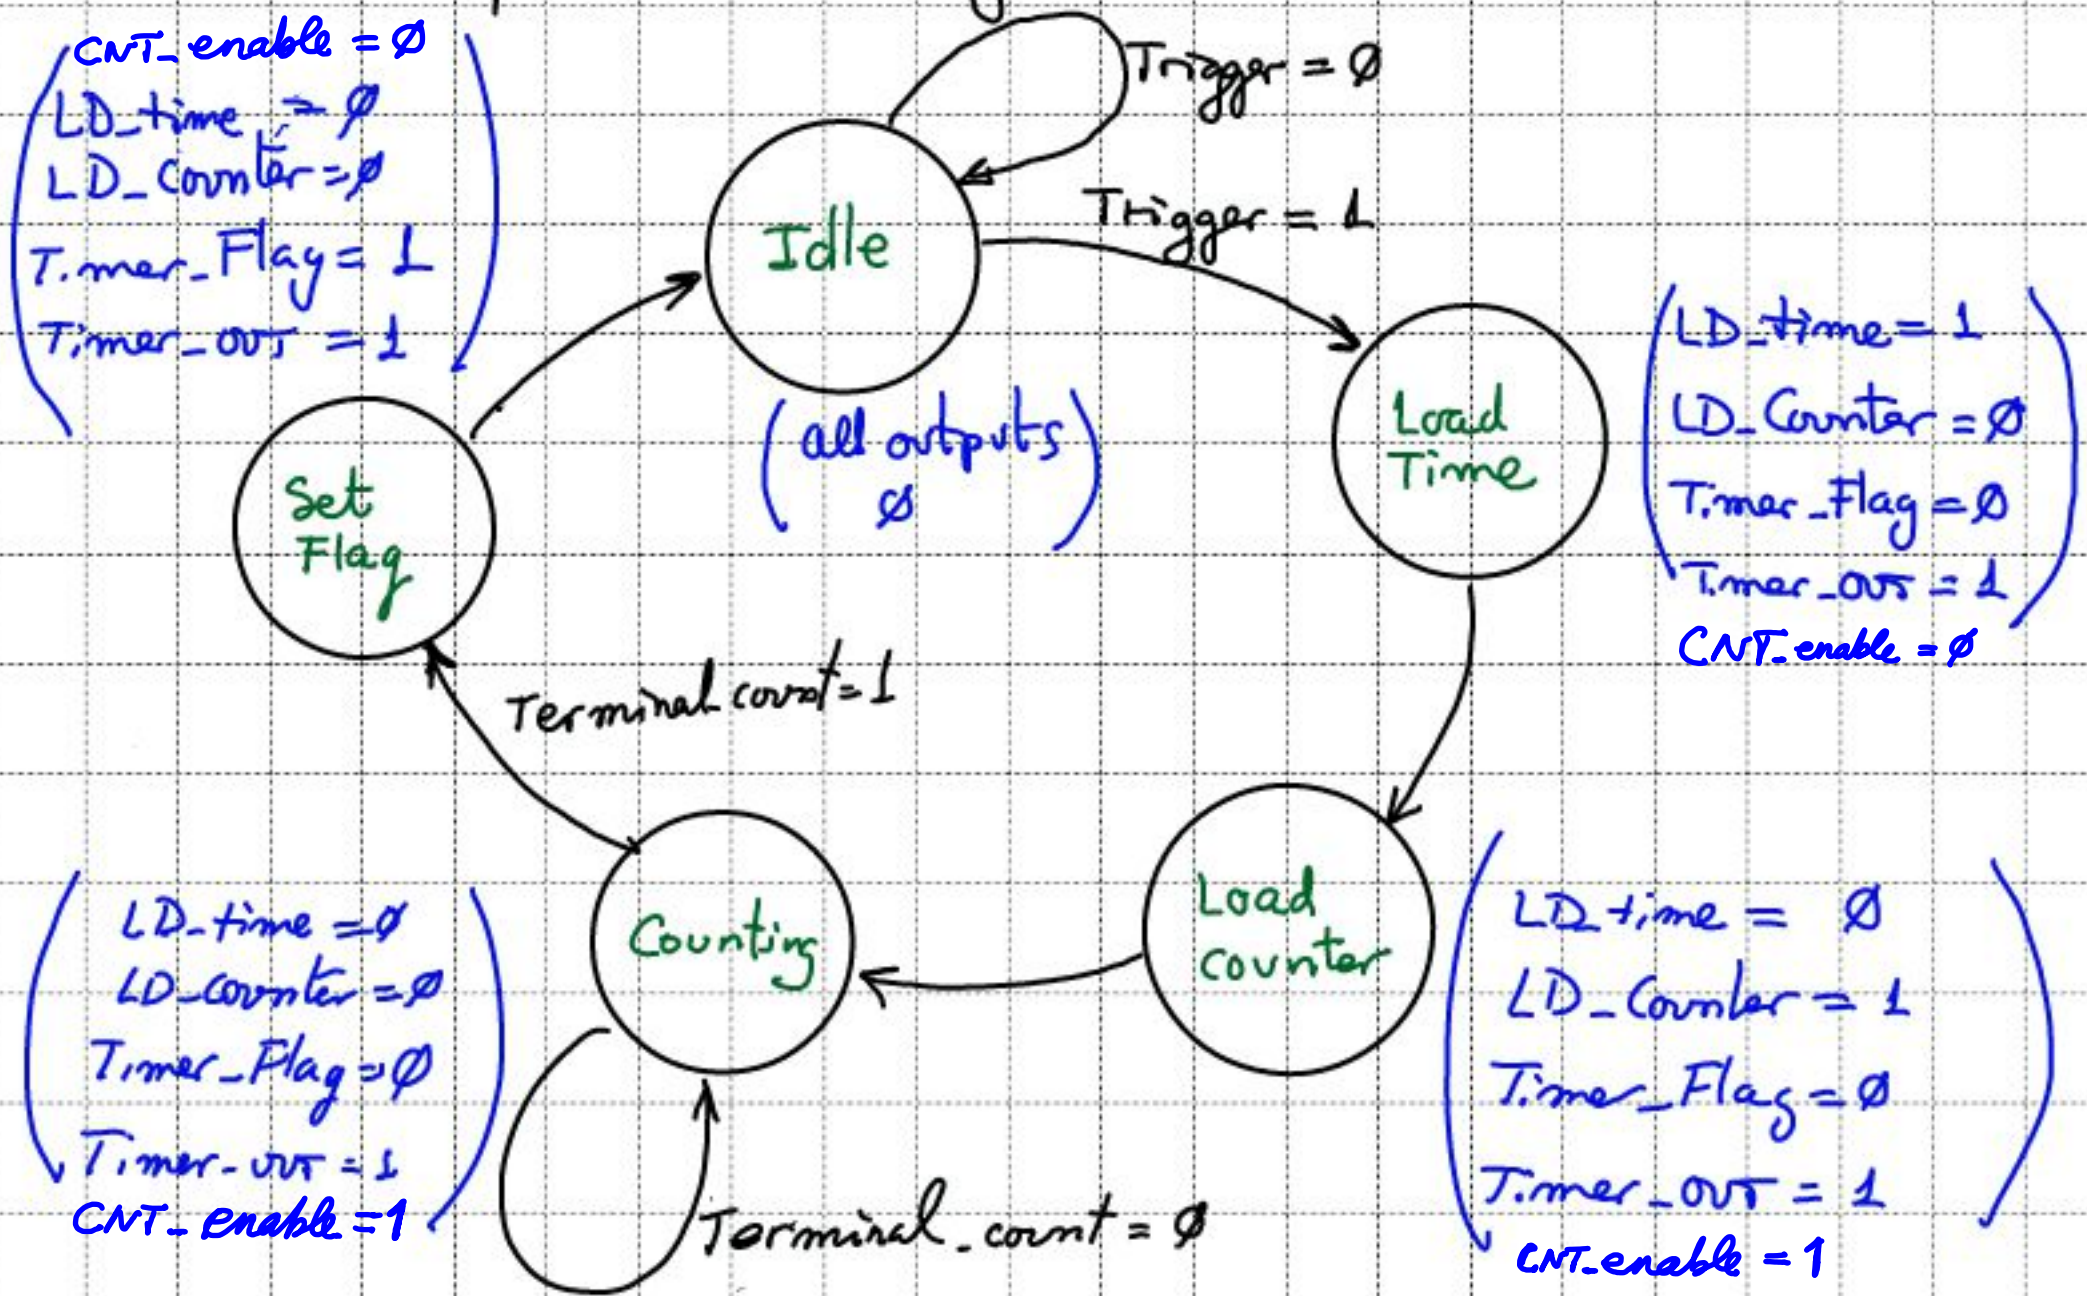 CNT_enable = Ø
LD_time = Ø
LD_Counter = Ø
Timer_Flag = 1
Timer_out = 1
Trigger = Ø
Trigger = 1
Idle
(all outputs
Ø)
Load
Time
LD_time = 1
LD_Counter = Ø
Timer_Flag = Ø
Timer_out = 1
CNT_enable = Ø
Set
Flag
Terminal_count = 1
Counting
LD_time = Ø
LD_counter = Ø
Timer_Flag = Ø
Timer_out = 1
CNT_enable = 1
Terminal_count = Ø
Load
counter
LD_time = Ø
LD_Counter = 1
Timer_Flag = Ø
Timer_out = 1
CNT_enable = 1